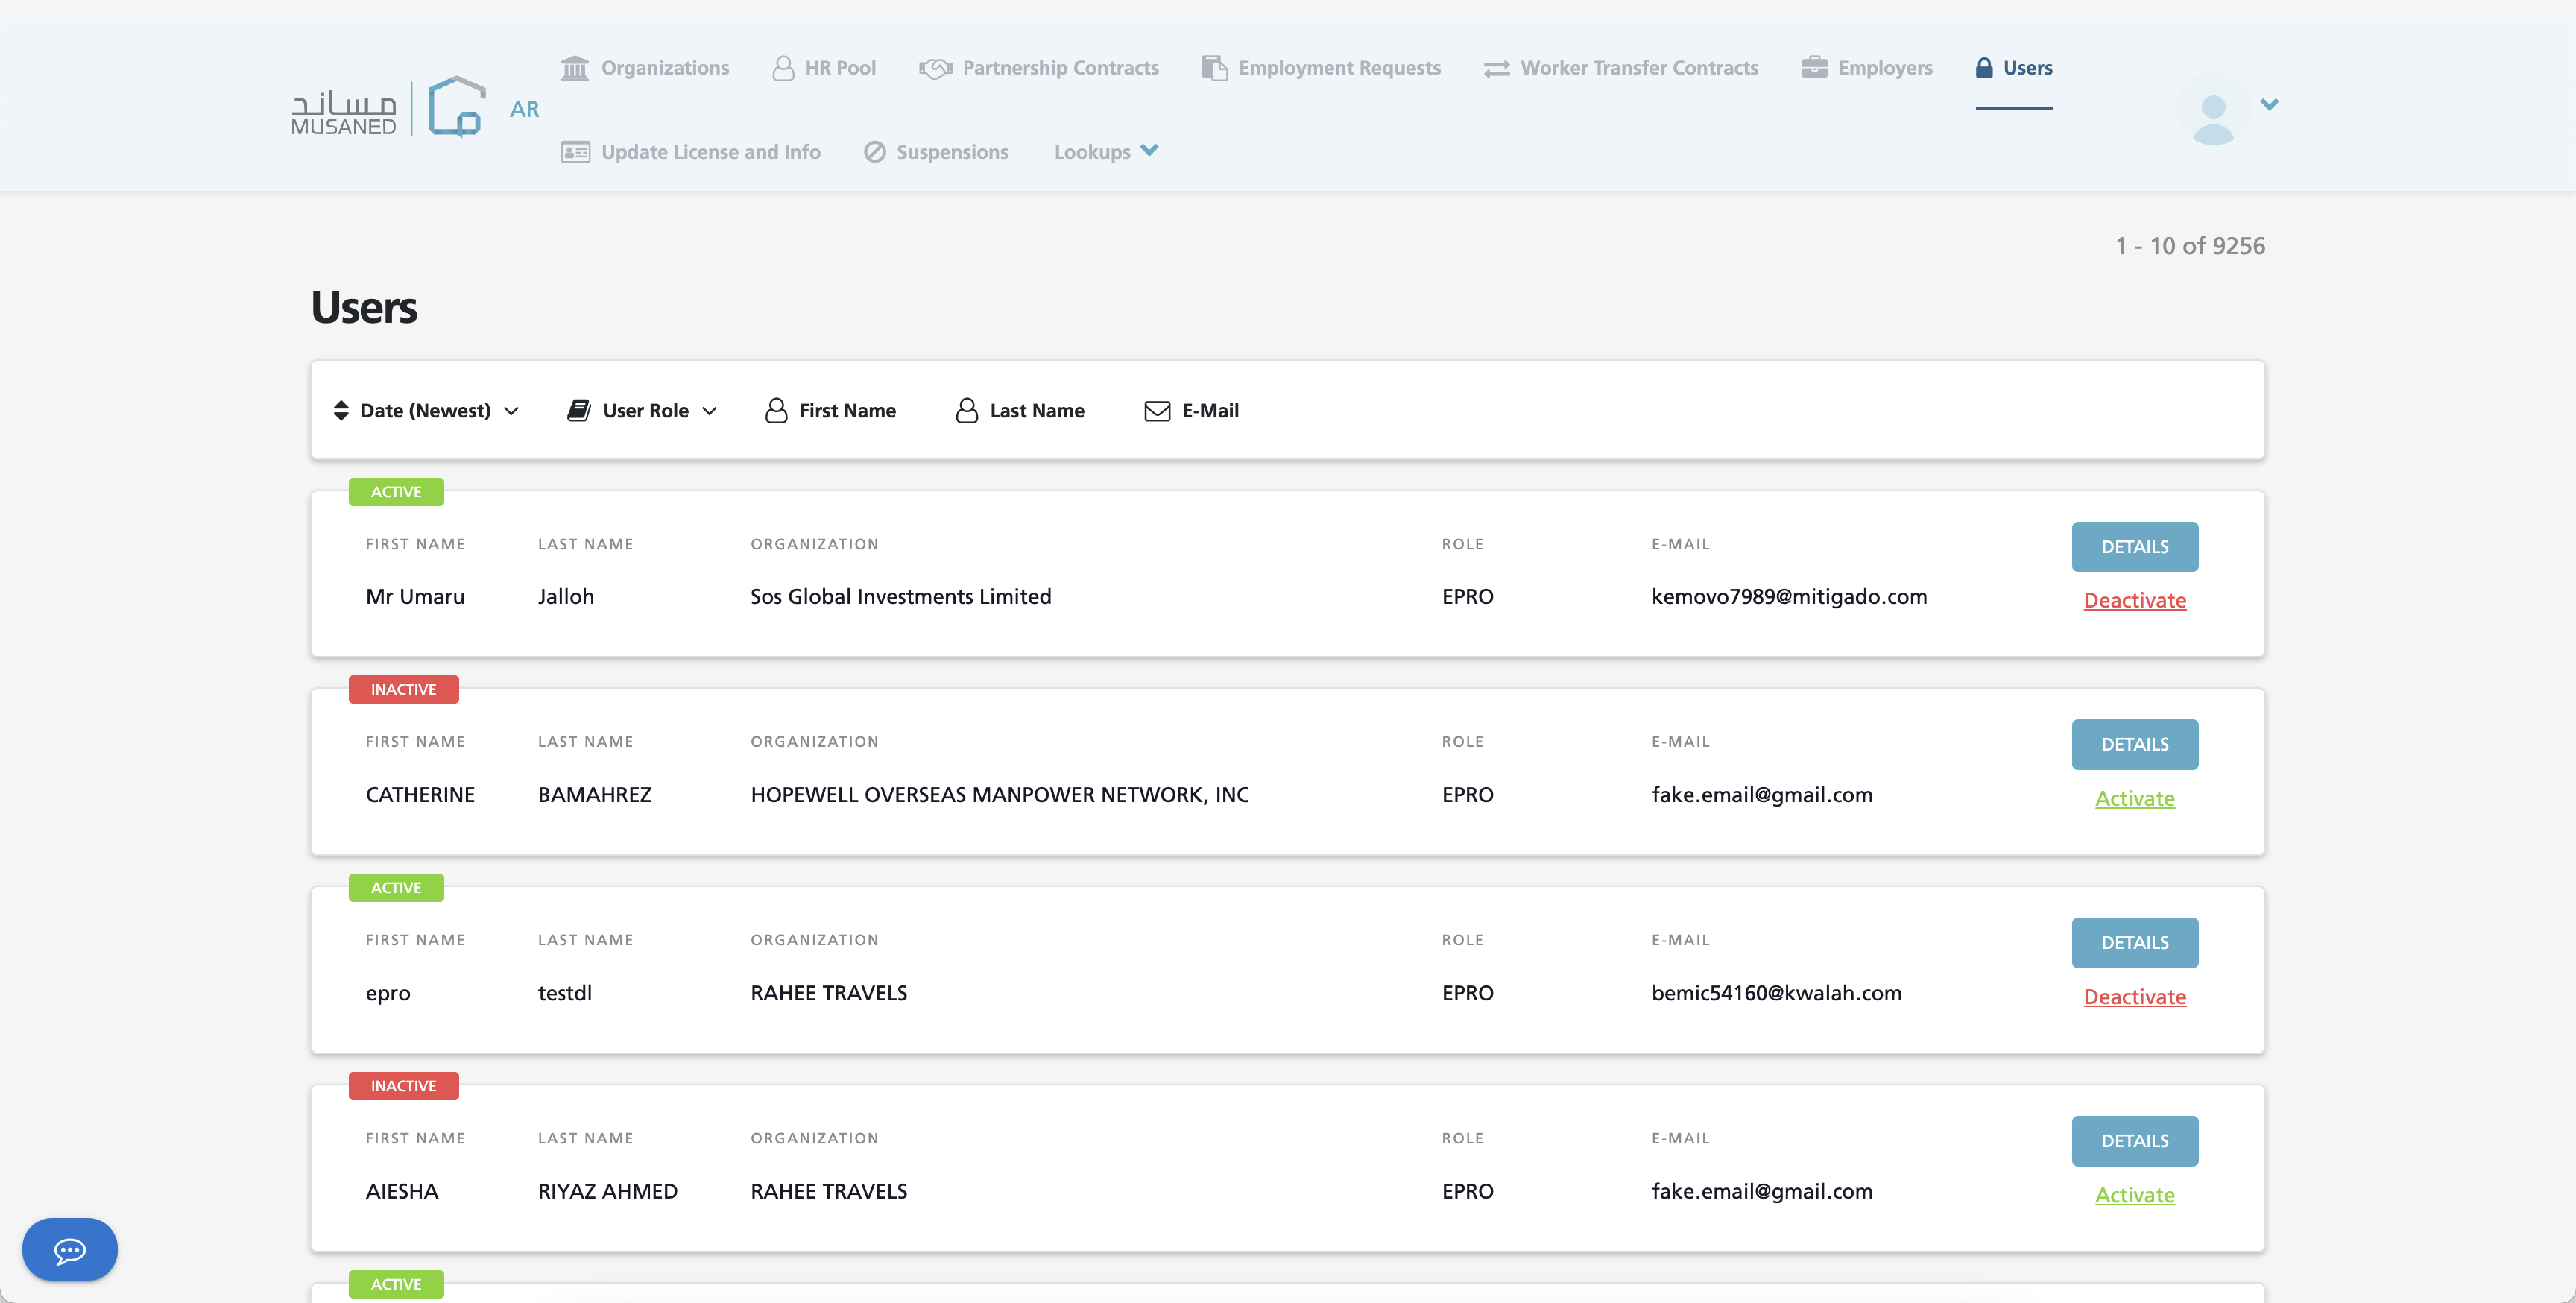 مساند
MUSANED
AR
Organizations
HR Pool
Partnership Contracts
Employment Requests
Worker Transfer Contracts
Employers
Users
Update License and Info
Suspensions
Lookups
1 - 10 of 9256
Users
Date (Newest)
User Role
First Name
Last Name
E-Mail
ACTIVE
FIRST NAME LAST NAME ORGANIZATION ROLE E-MAIL
DETAILS
Mr Umaru Jalloh Sos Global Investments Limited EPRO kemovo7989@mitigado.com
Deactivate
INACTIVE
FIRST NAME LAST NAME ORGANIZATION ROLE E-MAIL
DETAILS
CATHERINE BAMAHREZ HOPEWELL OVERSEAS MANPOWER NETWORK, INC EPRO fake.email@gmail.com
Activate
ACTIVE
FIRST NAME LAST NAME ORGANIZATION ROLE E-MAIL
DETAILS
epro testdl RAHEE TRAVELS EPRO bemic54160@kwalah.com
Deactivate
INACTIVE
FIRST NAME LAST NAME ORGANIZATION ROLE E-MAIL
DETAILS
AIESHA RIYAZ AHMED RAHEE TRAVELS EPRO fake.email@gmail.com
Activate
ACTIVE